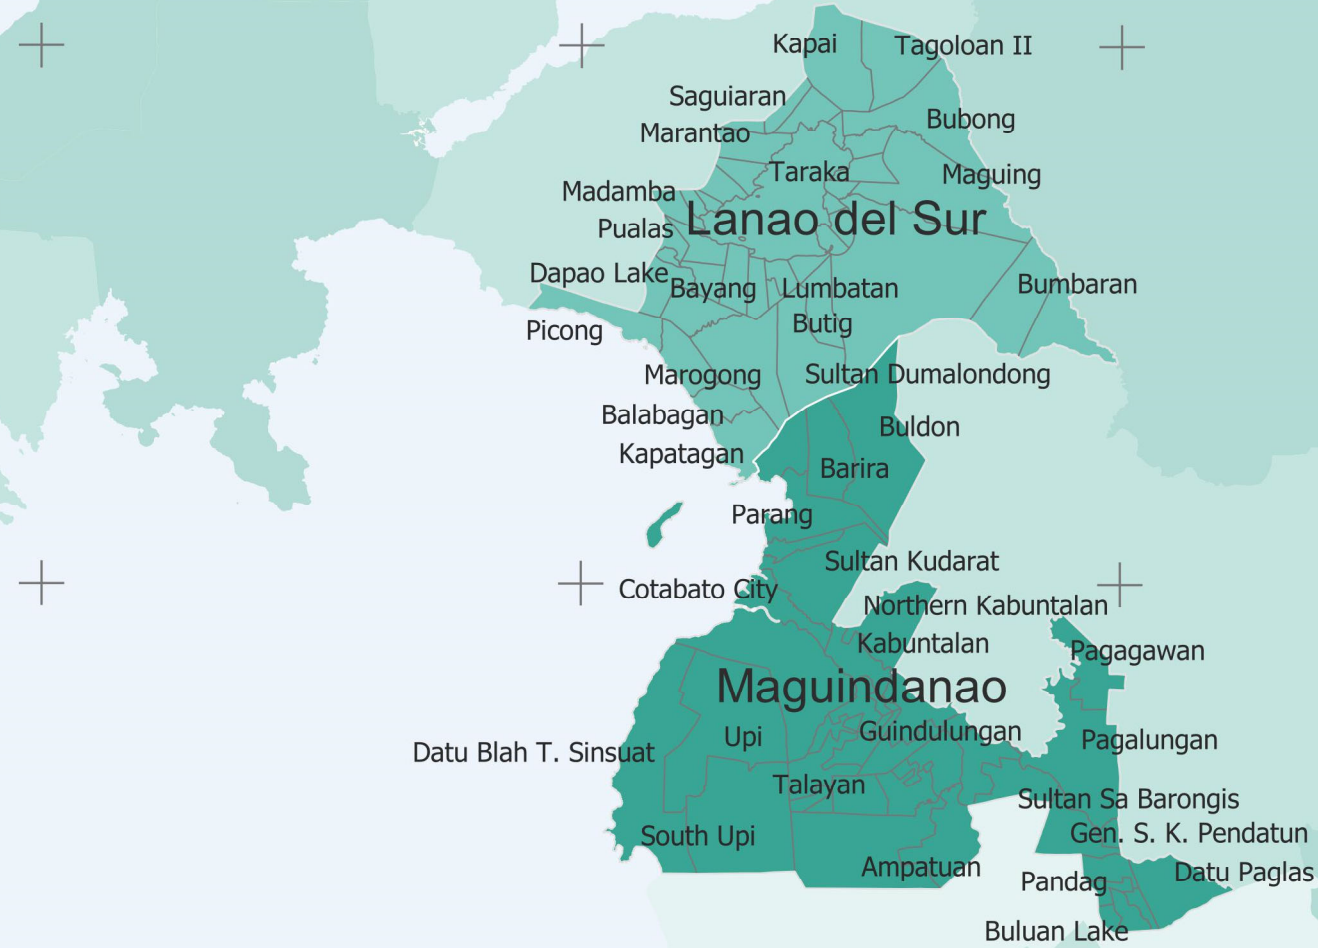 Kapai
Tagoloan II
Saguiaran
Bubong
Marantao
Taraka
Maguing
Madamba
Lanao del Sur
Pualas
Dapao Lake
Bayang
Lumbatan
Bumbaran
Picong
Butig
Marogong
Sultan Dumalondong
Balabagan
Buldon
Kapatagan
Barira
Parang
Sultan Kudarat
Cotabato City
Northern Kabuntalan
Kabuntalan
Pagagawan
Maguindanao
Guindulungan
Upi
Pagalungan
Datu Blah T. Sinsuat
Talayan
Sultan Sa Barongis
South Upi
Gen. S. K. Pendatun
Ampatuan
Datu Paglas
Pandag
Buluan Lake